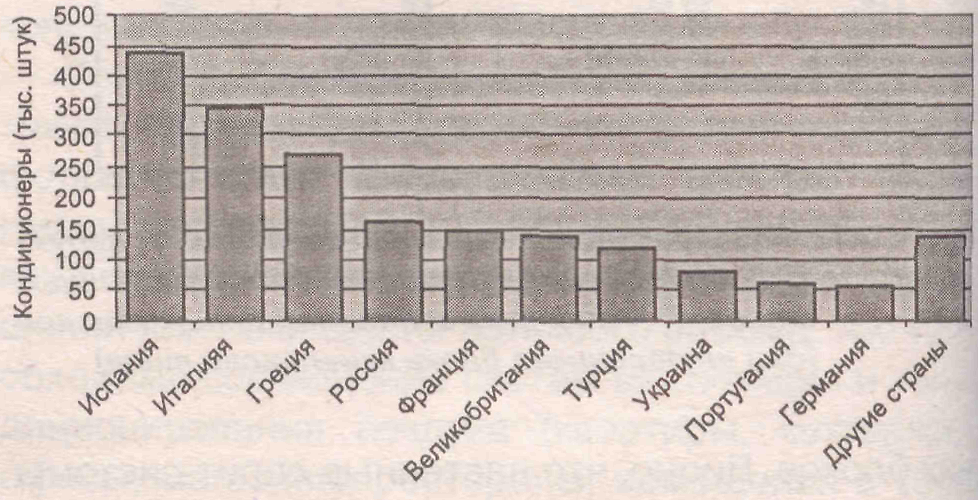 Кондиционеры (тыс. штук)
500
450
400
350
300
250
200
150
100
50
0
Испания
Италияя
Греция
Россия
Франция
Великобритания
Турция
Украина
Португалия
Германия
Другие страны